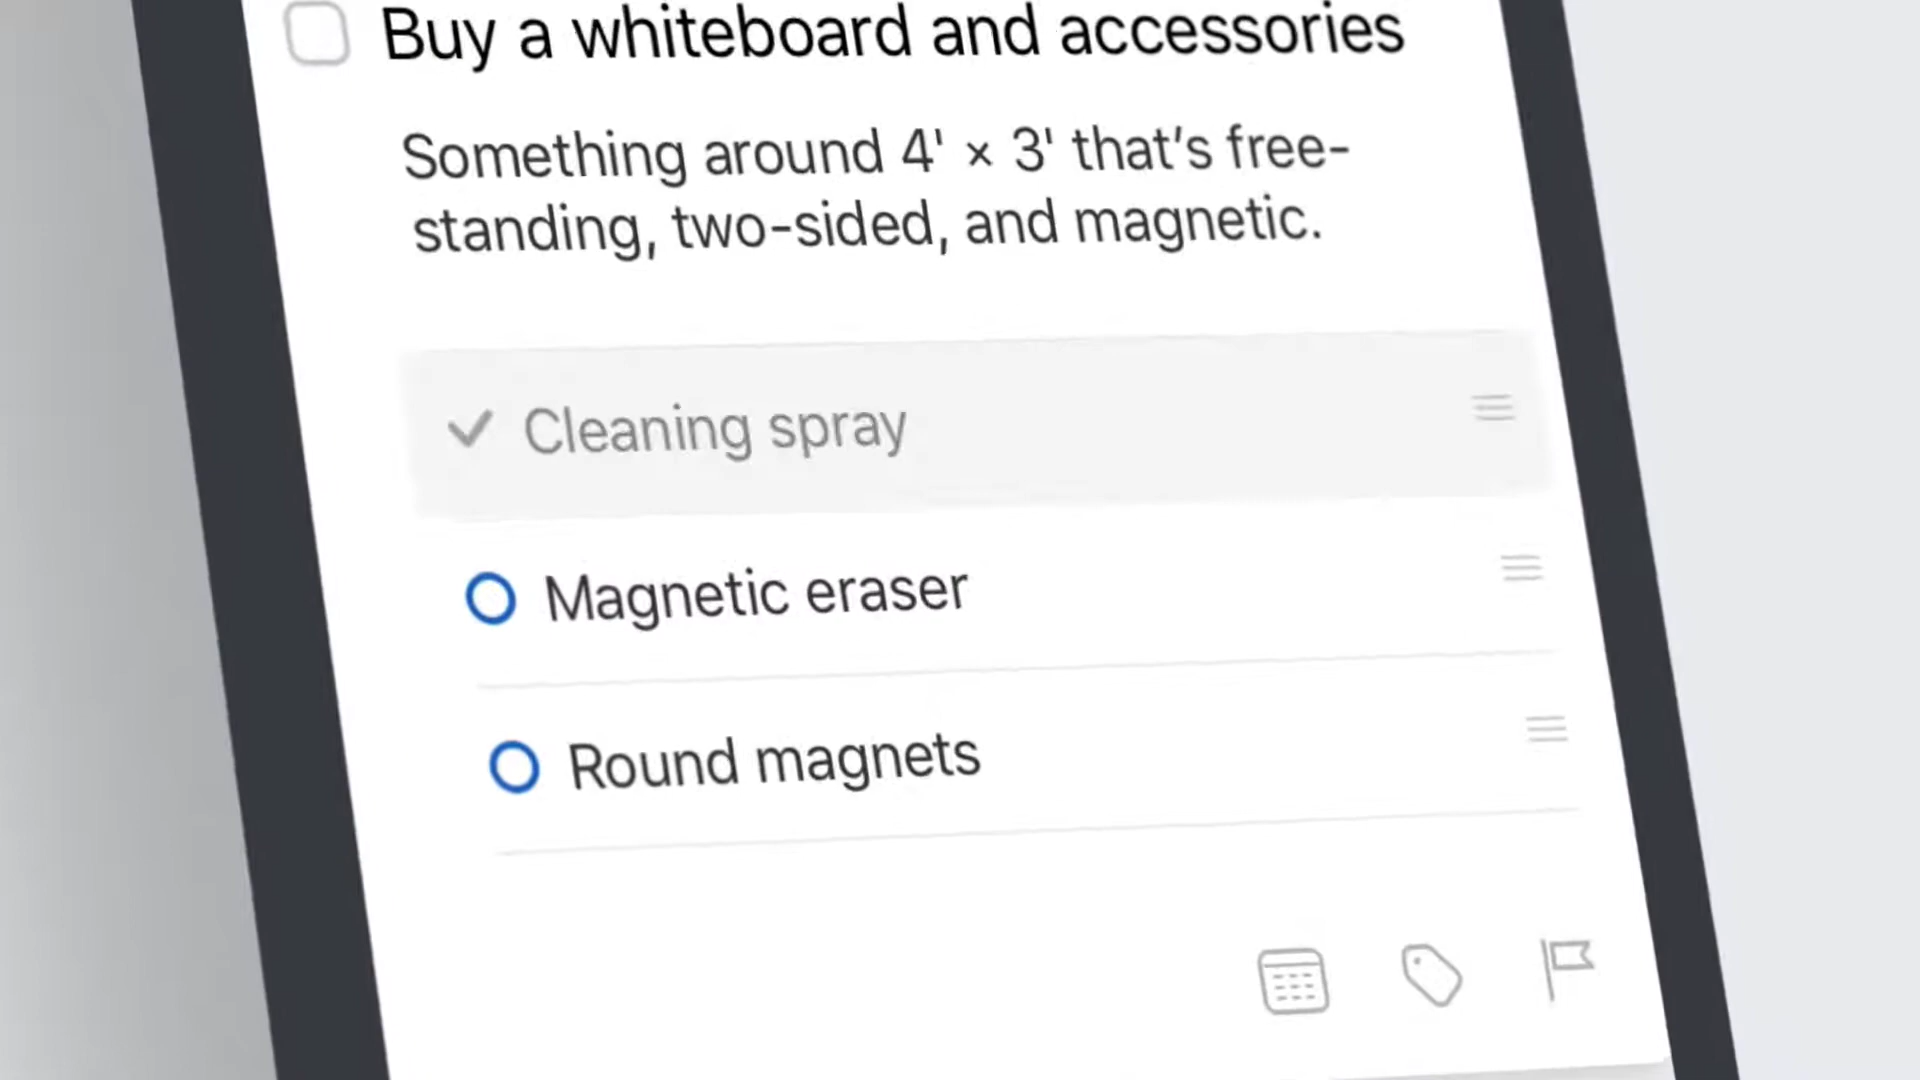 Buy a whiteboard and accessories
Something around 4' × 3' that's free-
standing, two-sided, and magnetic.
Cleaning spray
Magnetic eraser
Round magnets